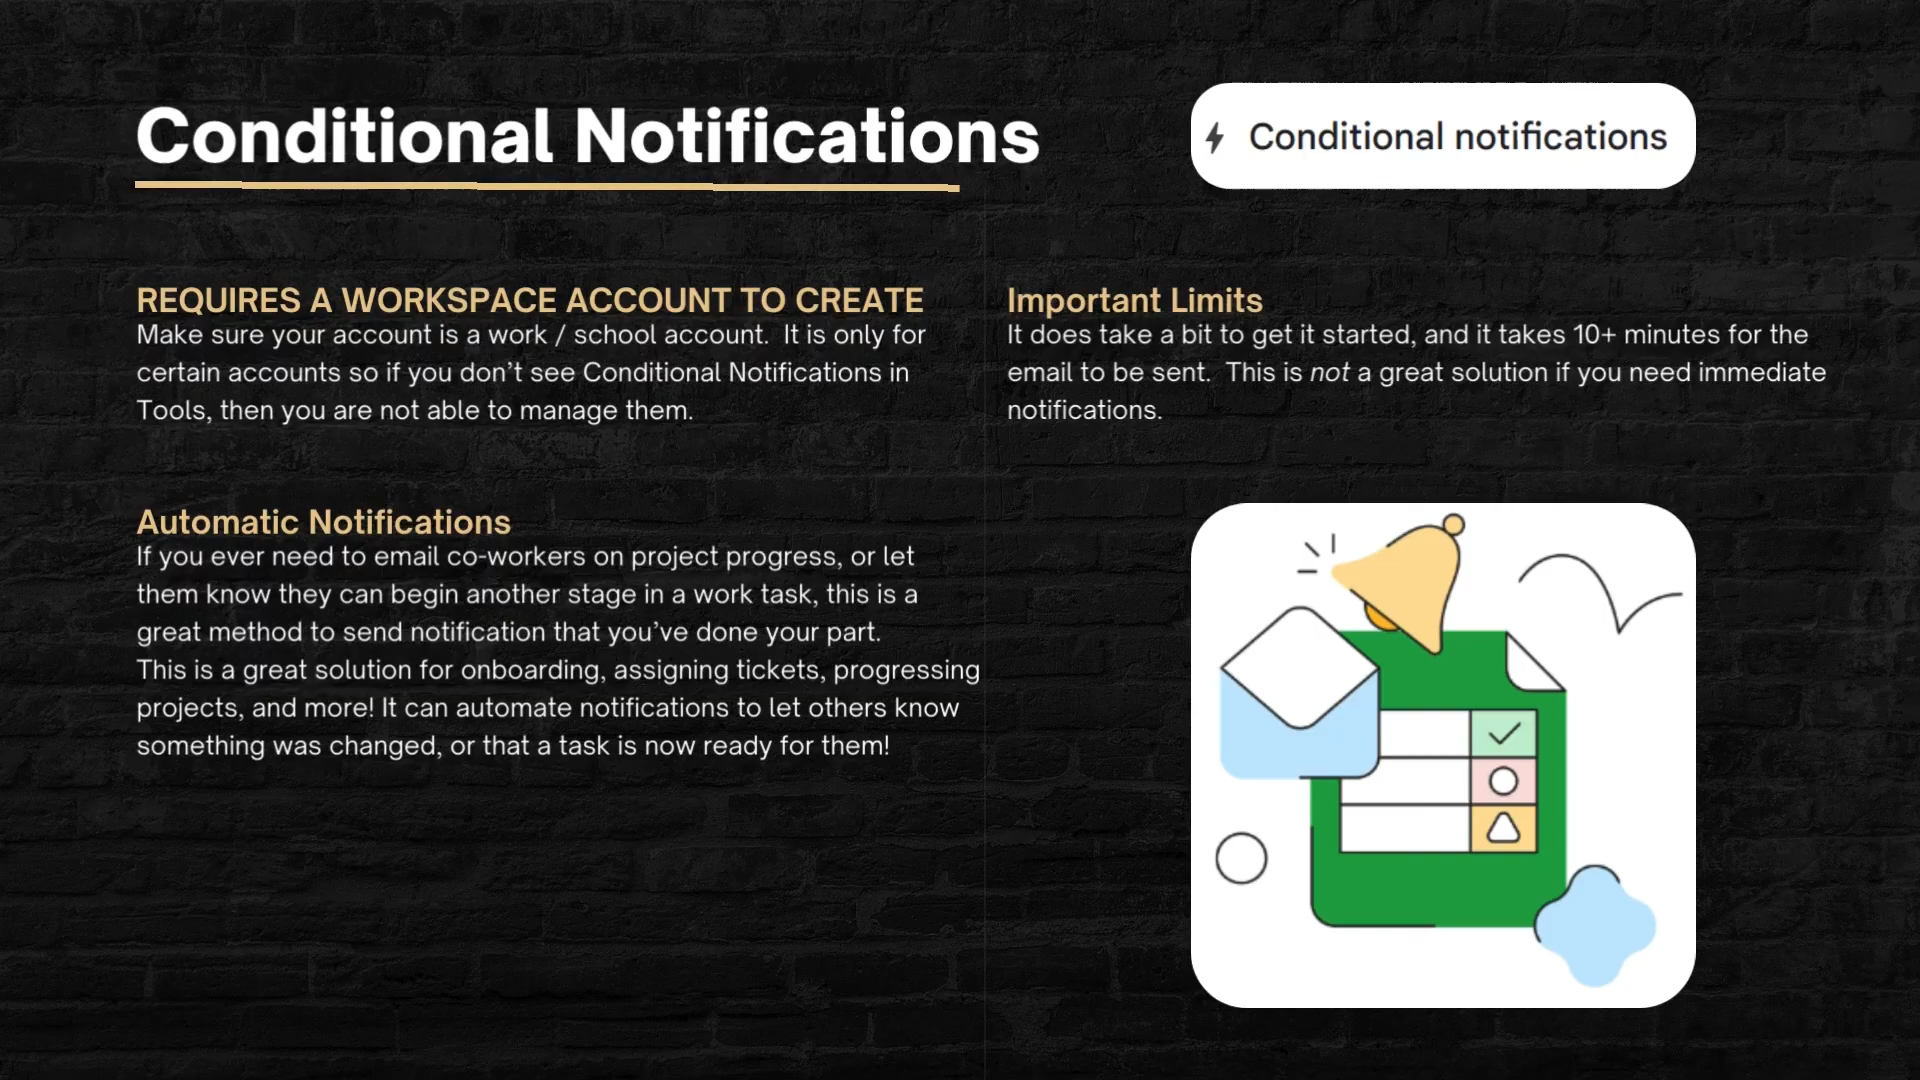 Conditional Notifications
Conditional notifications
REQUIRES A WORKSPACE ACCOUNT TO CREATE
Make sure your account is a work / school account.  It is only for
certain accounts so if you don’t see Conditional Notifications in
Tools, then you are not able to manage them.
Important Limits
It does take a bit to get it started, and it takes 10+ minutes for the
email to be sent.  This is not a great solution if you need immediate
notifications.
Automatic Notifications
If you ever need to email co-workers on project progress, or let
them know they can begin another stage in a work task, this is a
great method to send notification that you’ve done your part.
This is a great solution for onboarding, assigning tickets, progressing
projects, and more! It can automate notifications to let others know
something was changed, or that a task is now ready for them!